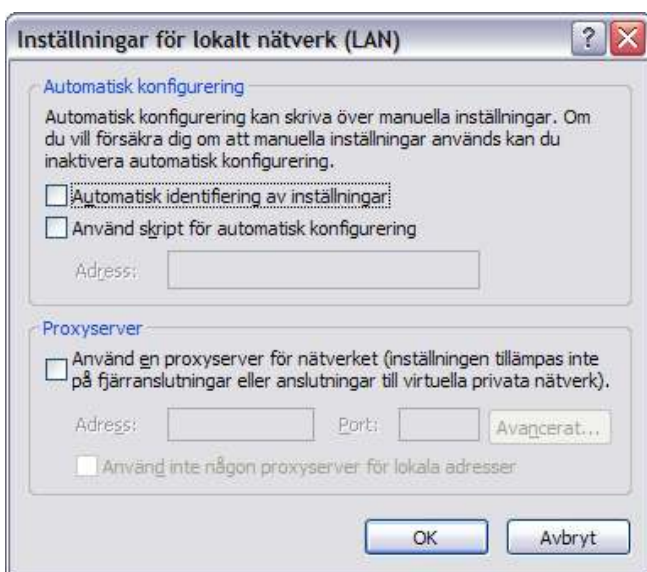 Inställningar för lokalt nätverk (LAN)
Automatisk konfigurering
Automatisk konfigurering kan skriva över manuella inställningar. Om
du vill försäkra dig om att manuella inställningar används kan du
inaktivera automatisk konfigurering.
Automatisk identifiering av inställningar
Använd skript för automatisk konfigurering
Adress:
Proxyserver
Använd en proxyserver för nätverket (inställningen tillämpas inte
på fjärranslutningar eller anslutningar till virtuella privata nätverk).
Adress: Port: Avancerat...
Använd inte någon proxyserver för lokala adresser
OK Avbryt